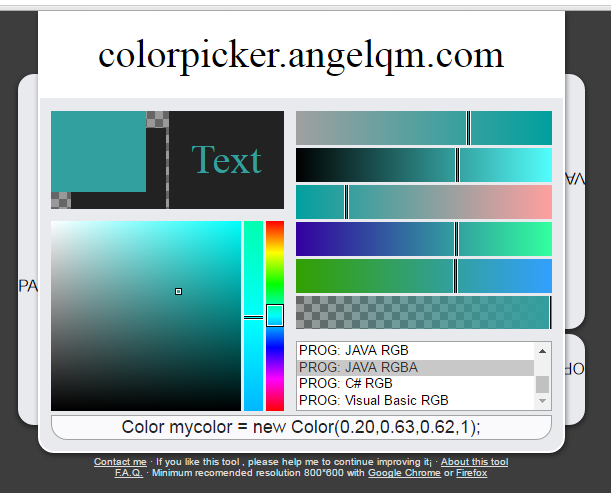 colorpicker.angelqm.com
Text
VA
PA
PROG: JAVA RGB
PROG: JAVA RGBA
PROG: C# RGB
PROG: Visual Basic RGB
OP
Color mycolor = new Color(0.20,0.63,0.62,1);
Contact me · If you like this tool , please help me to continue improving it¡ · About this tool
F.A.Q. · Minimum recomended resolution 800*600 with Google Chrome or Firefox